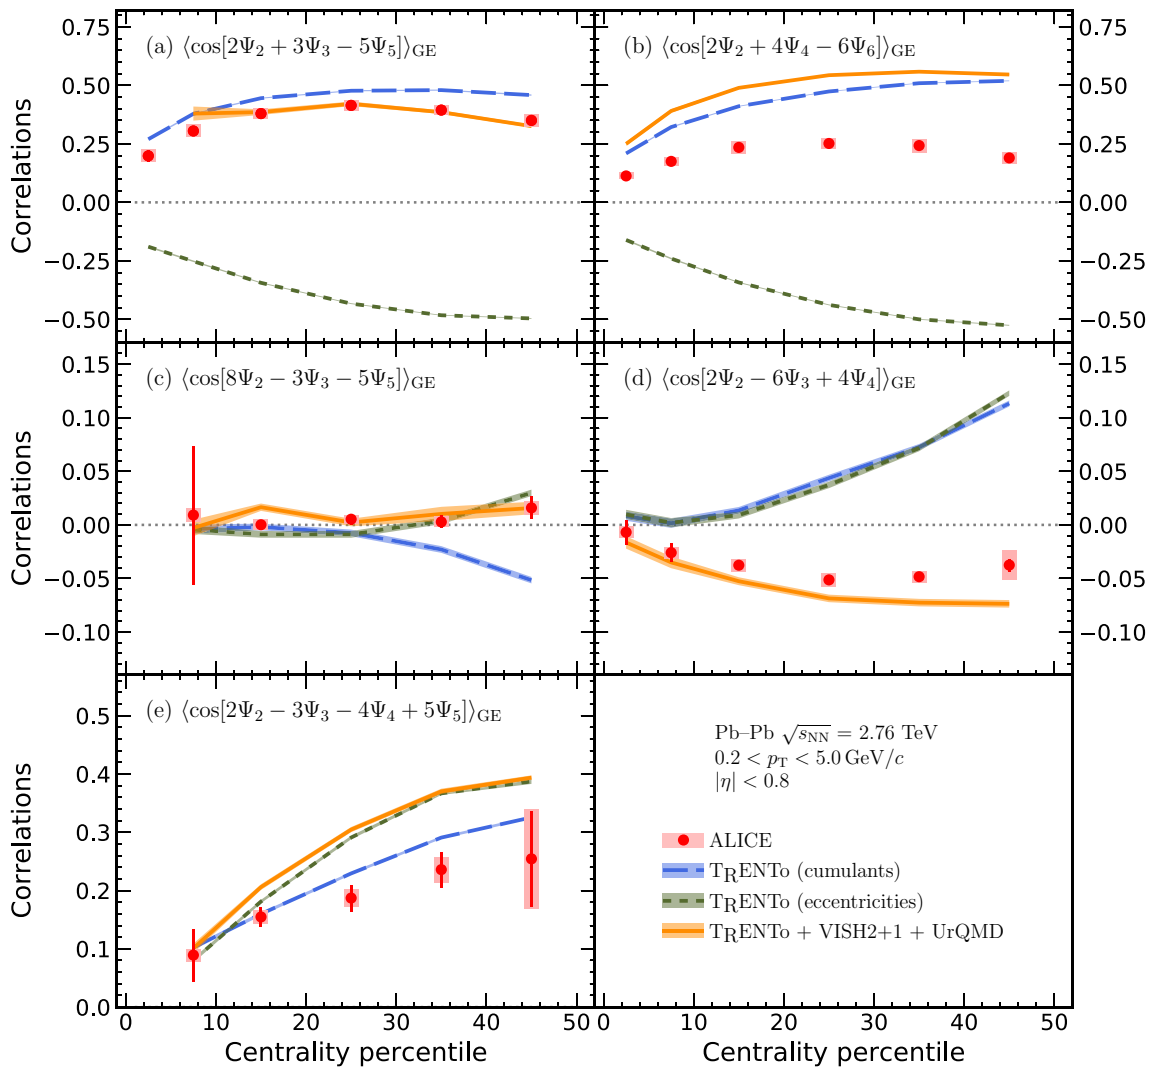 (a) ⟨cos[2Ψ₂ + 3Ψ₃ − 5Ψ₅]⟩GE
(b) ⟨cos[2Ψ₂ + 4Ψ₄ − 6Ψ₆]⟩GE
0.75
0.50
0.25
0.00
−0.25
−0.50
Correlations
0.75
0.50
0.25
0.00
−0.25
−0.50
(c) ⟨cos[8Ψ₂ − 3Ψ₃ − 5Ψ₅]⟩GE
(d) ⟨cos[2Ψ₂ − 6Ψ₃ + 4Ψ₄]⟩GE
0.15
0.10
0.05
0.00
−0.05
−0.10
Correlations
0.15
0.10
0.05
0.00
−0.05
−0.10
(e) ⟨cos[2Ψ₂ − 3Ψ₃ − 4Ψ₄ + 5Ψ₅]⟩GE
0.5
0.4
0.3
0.2
0.1
0.0
Correlations
0 10 20 30 40 50
Centrality percentile
Pb–Pb √sNN = 2.76 TeV
0.2 < pT < 5.0 GeV/c
|η| < 0.8
ALICE
TRENTo (cumulants)
TRENTo (eccentricities)
TRENTo + VISH2+1 + UrQMD
0 10 20 30 40 50
Centrality percentile